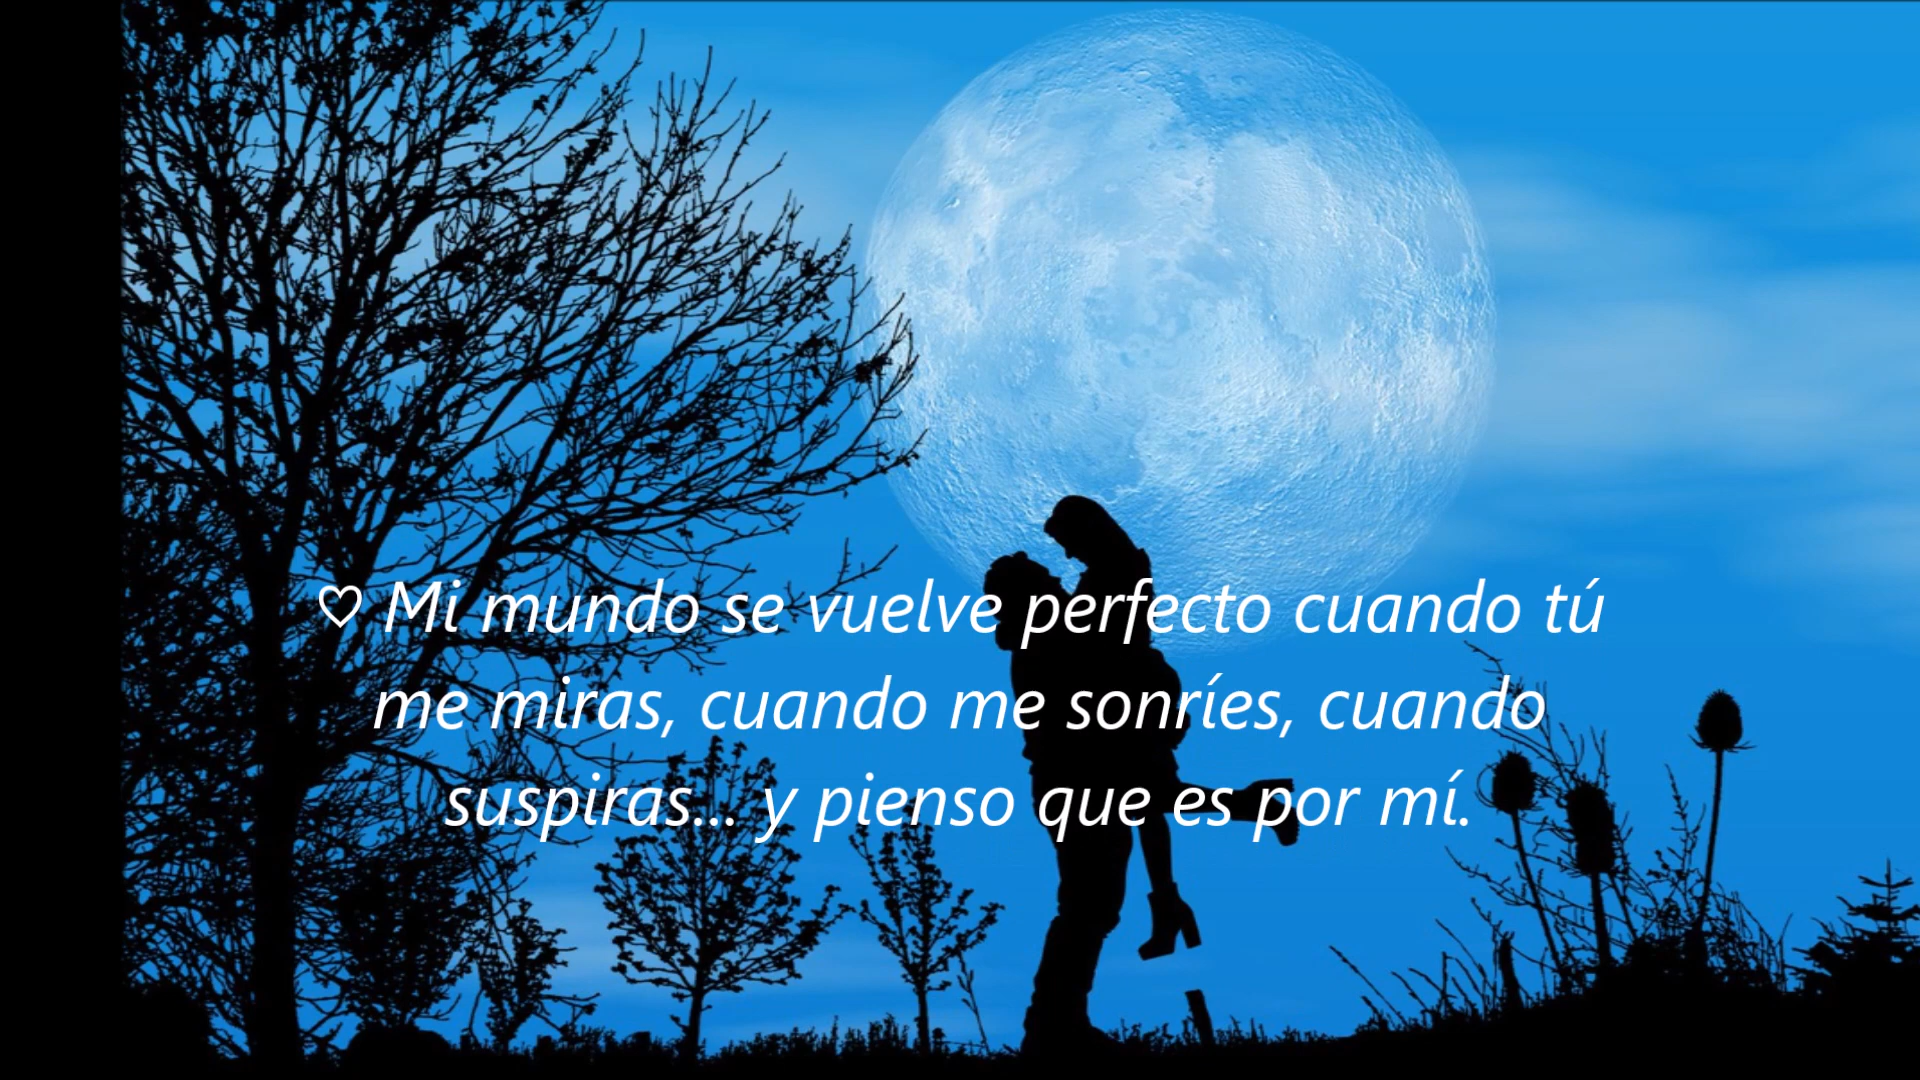 ♡ Mi mundo se vuelve perfecto cuando tú
me miras, cuando me sonríes, cuando
suspiras... y pienso que es por mí.